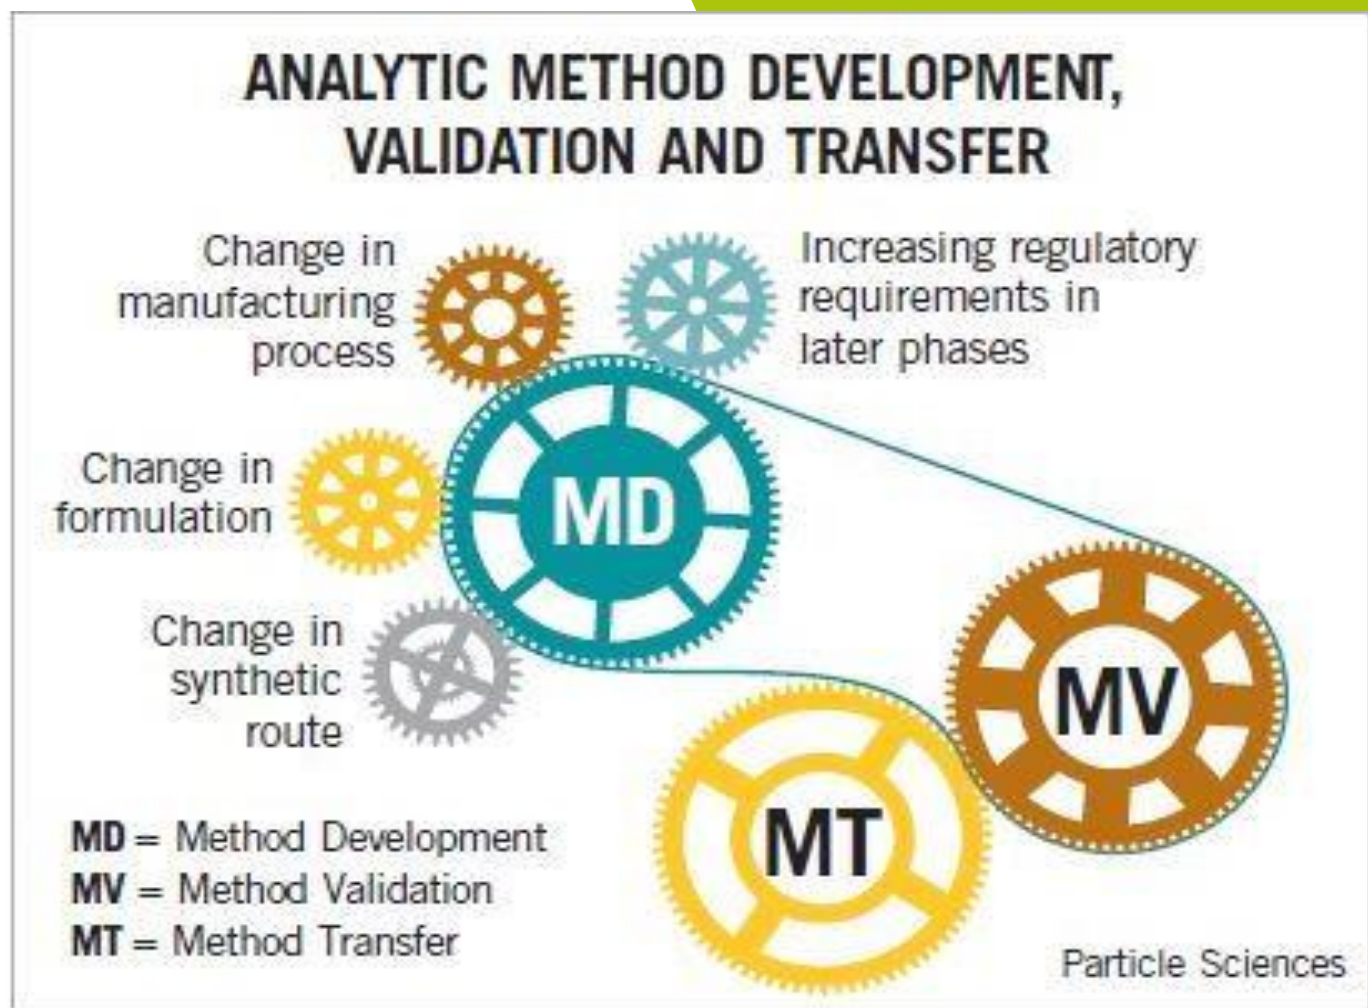 ANALYTIC METHOD DEVELOPMENT,
VALIDATION AND TRANSFER
Change in
manufacturing
process
Increasing regulatory
requirements in
later phases
Change in
formulation
MD
Change in
synthetic
route
MV
MT
MD = Method Development
MV = Method Validation
MT = Method Transfer
Particle Sciences